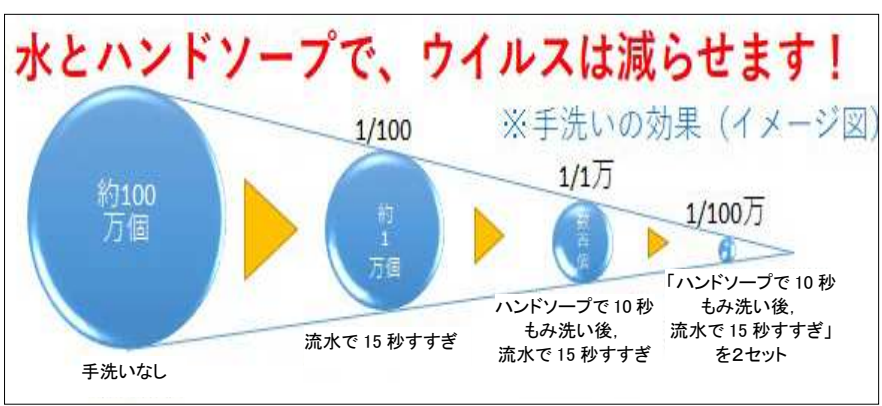 水とハンドソープで、ウイルスは減らせます！
※手洗いの効果（イメージ図）
約100
万個
手洗いなし
1/100
約
1
万個
流水で 15 秒すすぎ
1/1万
数百個
ハンドソープで 10 秒
もみ洗い後,
流水で 15 秒すすぎ
1/100万
「ハンドソープで 10 秒
もみ洗い後,
流水で 15 秒すすぎ」
を２セット